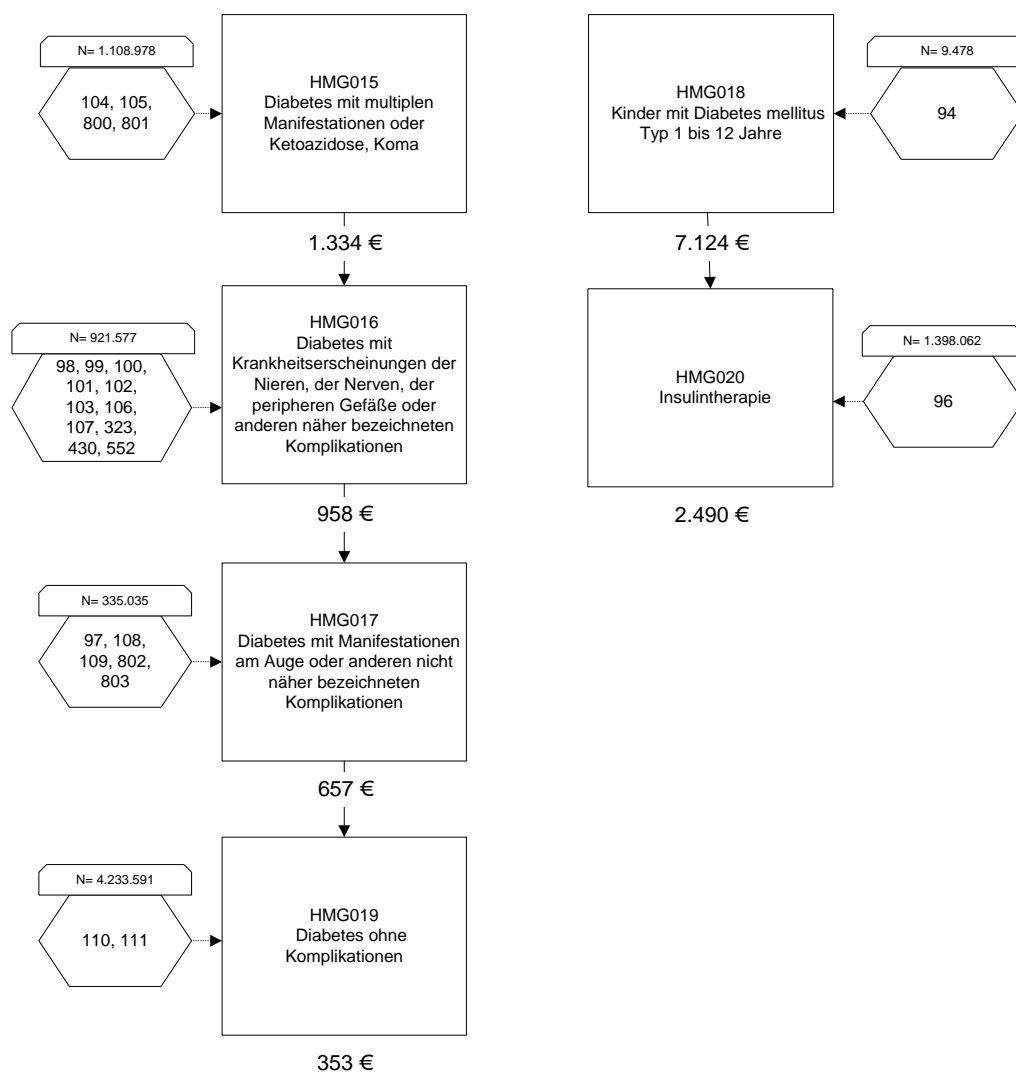 N= 1.108.978
104, 105,
800, 801
HMG015
Diabetes mit multiplen
Manifestationen oder
Ketoazidose, Koma
1.334 €
N= 921.577
98, 99, 100,
101, 102,
103, 106,
107, 323,
430, 552
HMG016
Diabetes mit
Krankheitserscheinungen der
Nieren, der Nerven, der
peripheren Gefäße oder
anderen näher bezeichneten
Komplikationen
958 €
N= 335.035
97, 108,
109, 802,
803
HMG017
Diabetes mit Manifestationen
am Auge oder anderen nicht
näher bezeichneten
Komplikationen
657 €
N= 4.233.591
110, 111
HMG019
Diabetes ohne
Komplikationen
353 €
HMG018
Kinder mit Diabetes mellitus
Typ 1 bis 12 Jahre
N= 9.478
94
7.124 €
HMG020
Insulintherapie
N= 1.398.062
96
2.490 €